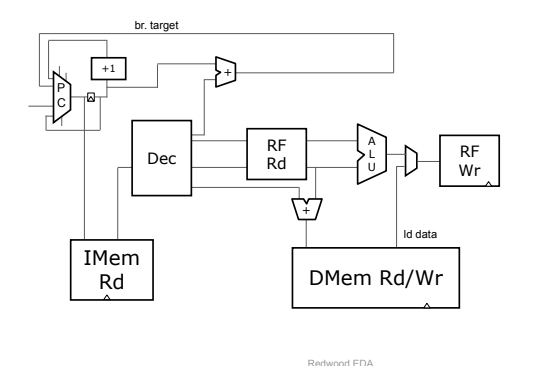 br. target
+1
P
C
+
Dec
RF
Rd
A
L
U
RF
Wr
+
ld data
IMem
Rd
DMem Rd/Wr
Redwood EDA